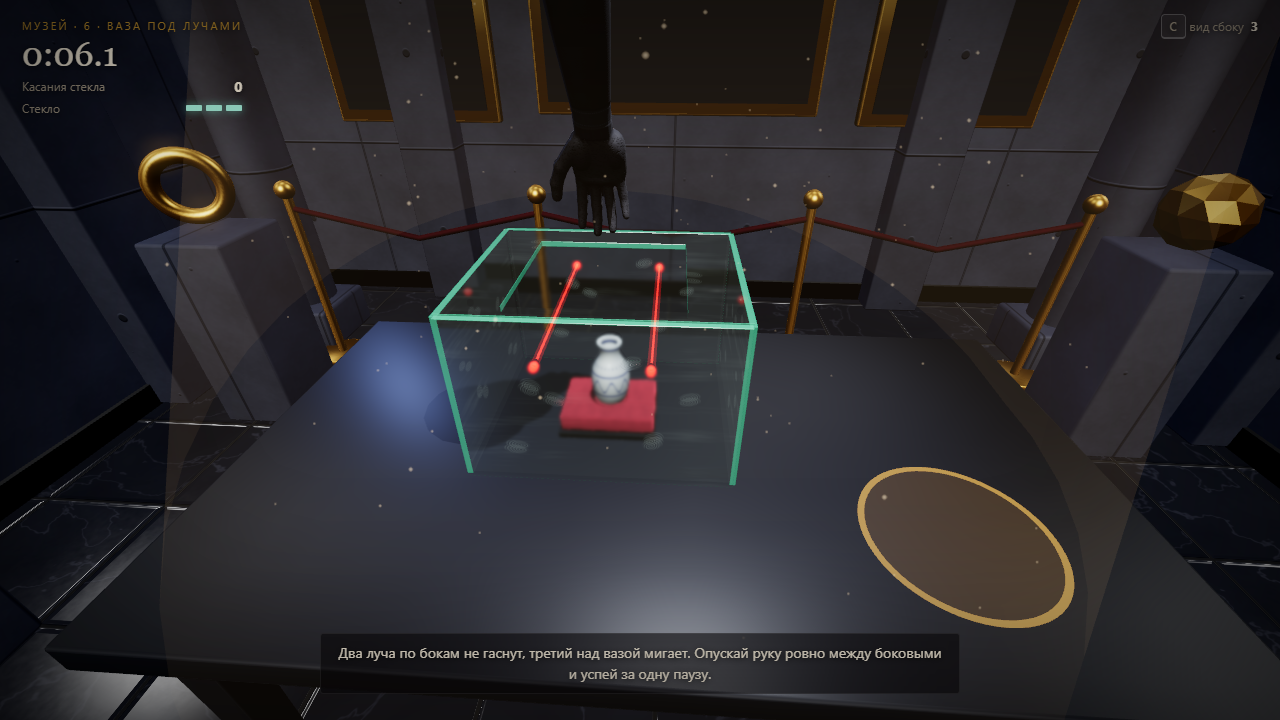 МУЗЕЙ · 6 · ВАЗА ПОД ЛУЧАМИ
0:06.1
Касания стекла 0
Стекло
C вид сбоку 3
Два луча по бокам не гаснут, третий над вазой мигает. Опускай руку ровно между боковыми
и успей за одну паузу.